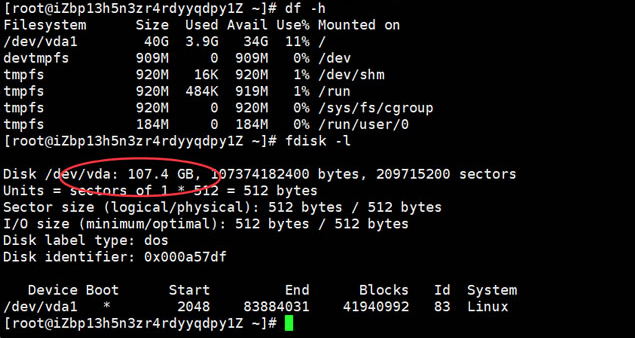 [root@iZbp13h5n3zr4rdyyqdpy1Z ~]# df -h
Filesystem      Size  Used Avail Use% Mounted on
/dev/vda1        40G  3.9G   34G  11% /
devtmpfs        909M     0  909M   0% /dev
tmpfs           920M   16K  920M   1% /dev/shm
tmpfs           920M  484K  919M   1% /run
tmpfs           920M     0  920M   0% /sys/fs/cgroup
tmpfs           184M     0  184M   0% /run/user/0
[root@iZbp13h5n3zr4rdyyqdpy1Z ~]# fdisk -l
Disk /dev/vda: 107.4 GB, 107374182400 bytes, 209715200 sectors
Units = sectors of 1 * 512 = 512 bytes
Sector size (logical/physical): 512 bytes / 512 bytes
I/O size (minimum/optimal): 512 bytes / 512 bytes
Disk label type: dos
Disk identifier: 0x000a57df
   Device Boot      Start         End      Blocks   Id  System
/dev/vda1   *        2048    83884031    41940992   83  Linux
[root@iZbp13h5n3zr4rdyyqdpy1Z ~]#